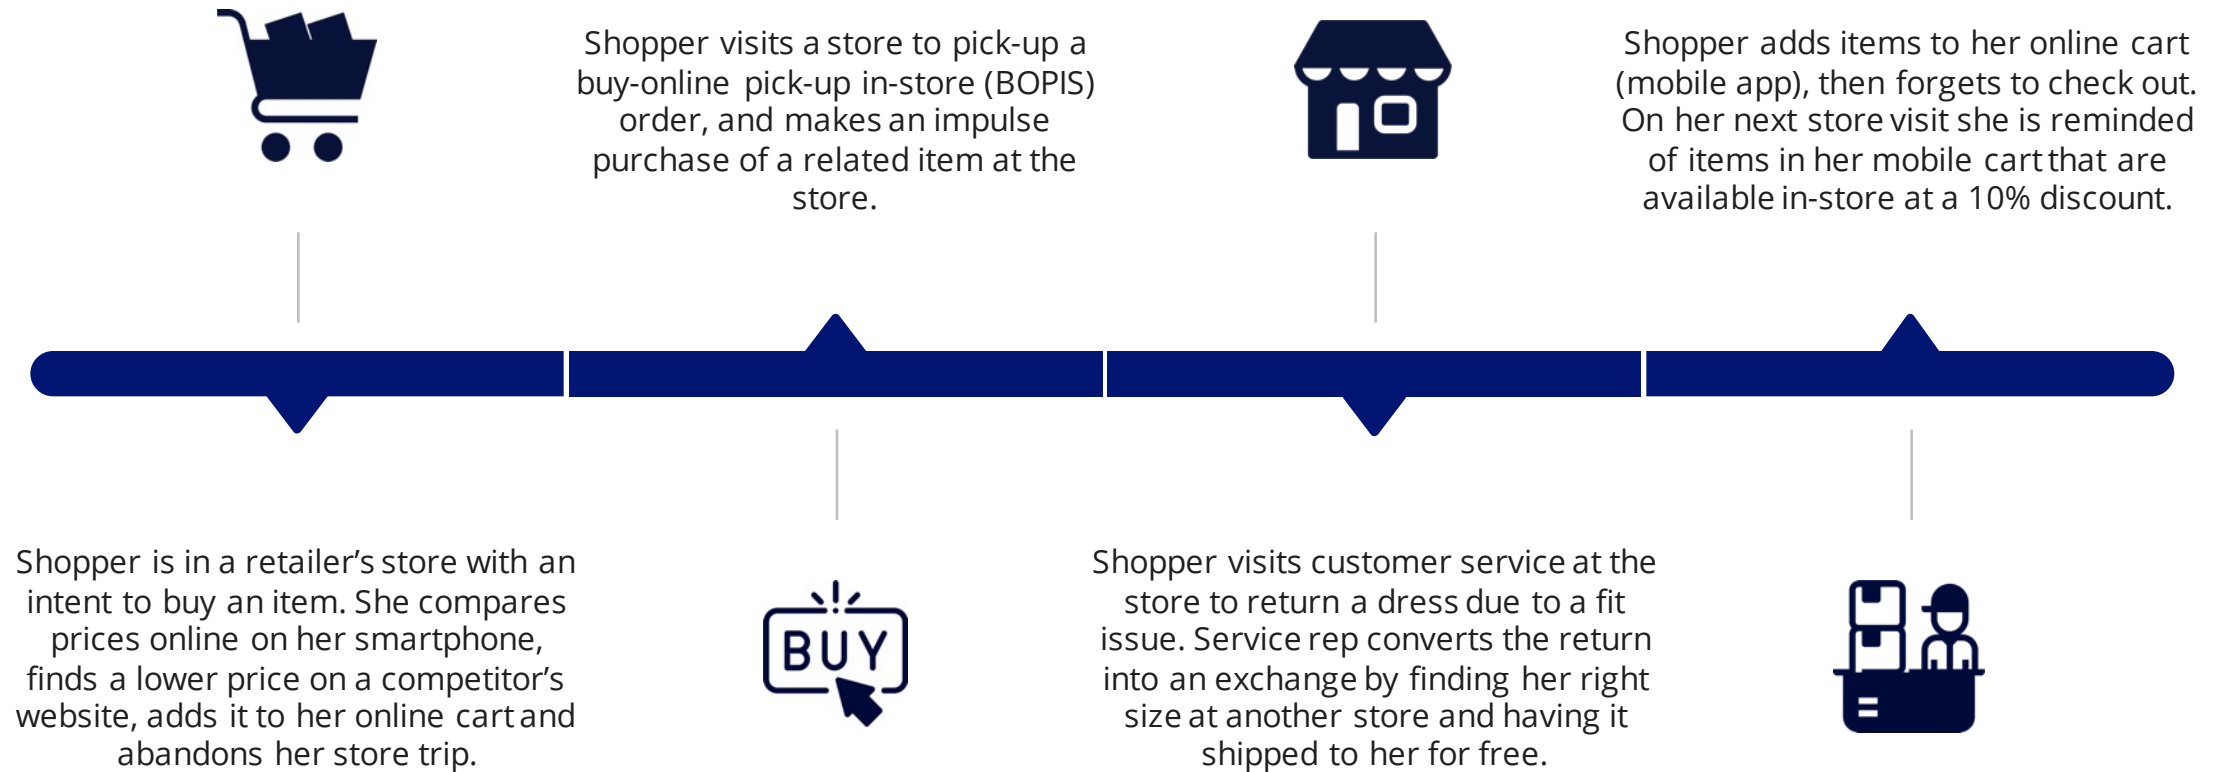 Shopper visits a store to pick-up a
buy-online pick-up in-store (BOPIS)
order, and makes an impulse
purchase of a related item at the
store.
Shopper adds items to her online cart
(mobile app), then forgets to check out.
On her next store visit she is reminded
of items in her mobile cart that are
available in-store at a 10% discount.
Shopper is in a retailer’s store with an
intent to buy an item. She compares
prices online on her smartphone,
finds a lower price on a competitor’s
website, adds it to her online cart and
abandons her store trip.
BUY
Shopper visits customer service at the
store to return a dress due to a fit
issue. Service rep converts the return
into an exchange by finding her right
size at another store and having it
shipped to her for free.